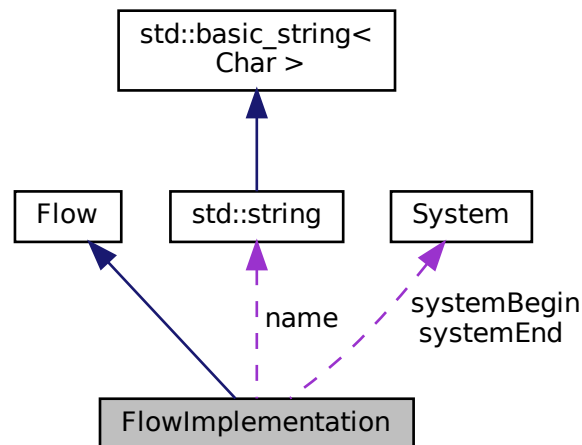 std::basic_string<
Char >
Flow
std::string
System
name
systemBegin
systemEnd
FlowImplementation